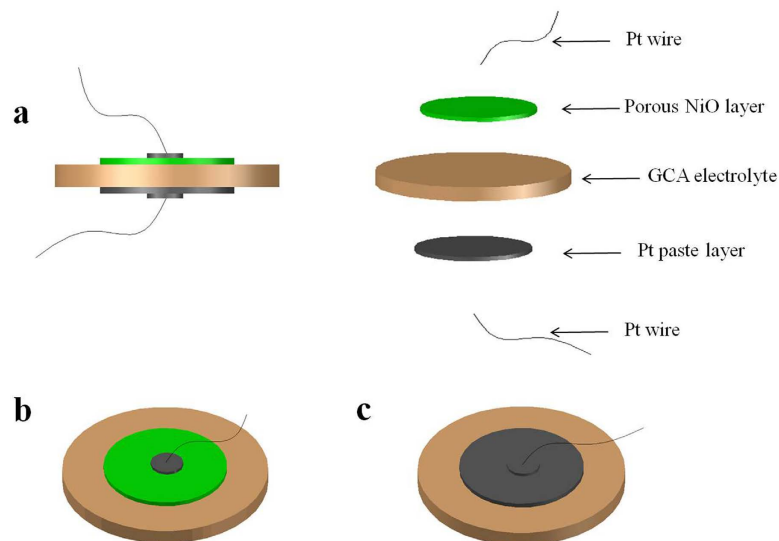 Pt wire
a
Porous NiO layer
GCA electrolyte
Pt paste layer
Pt wire
b
c